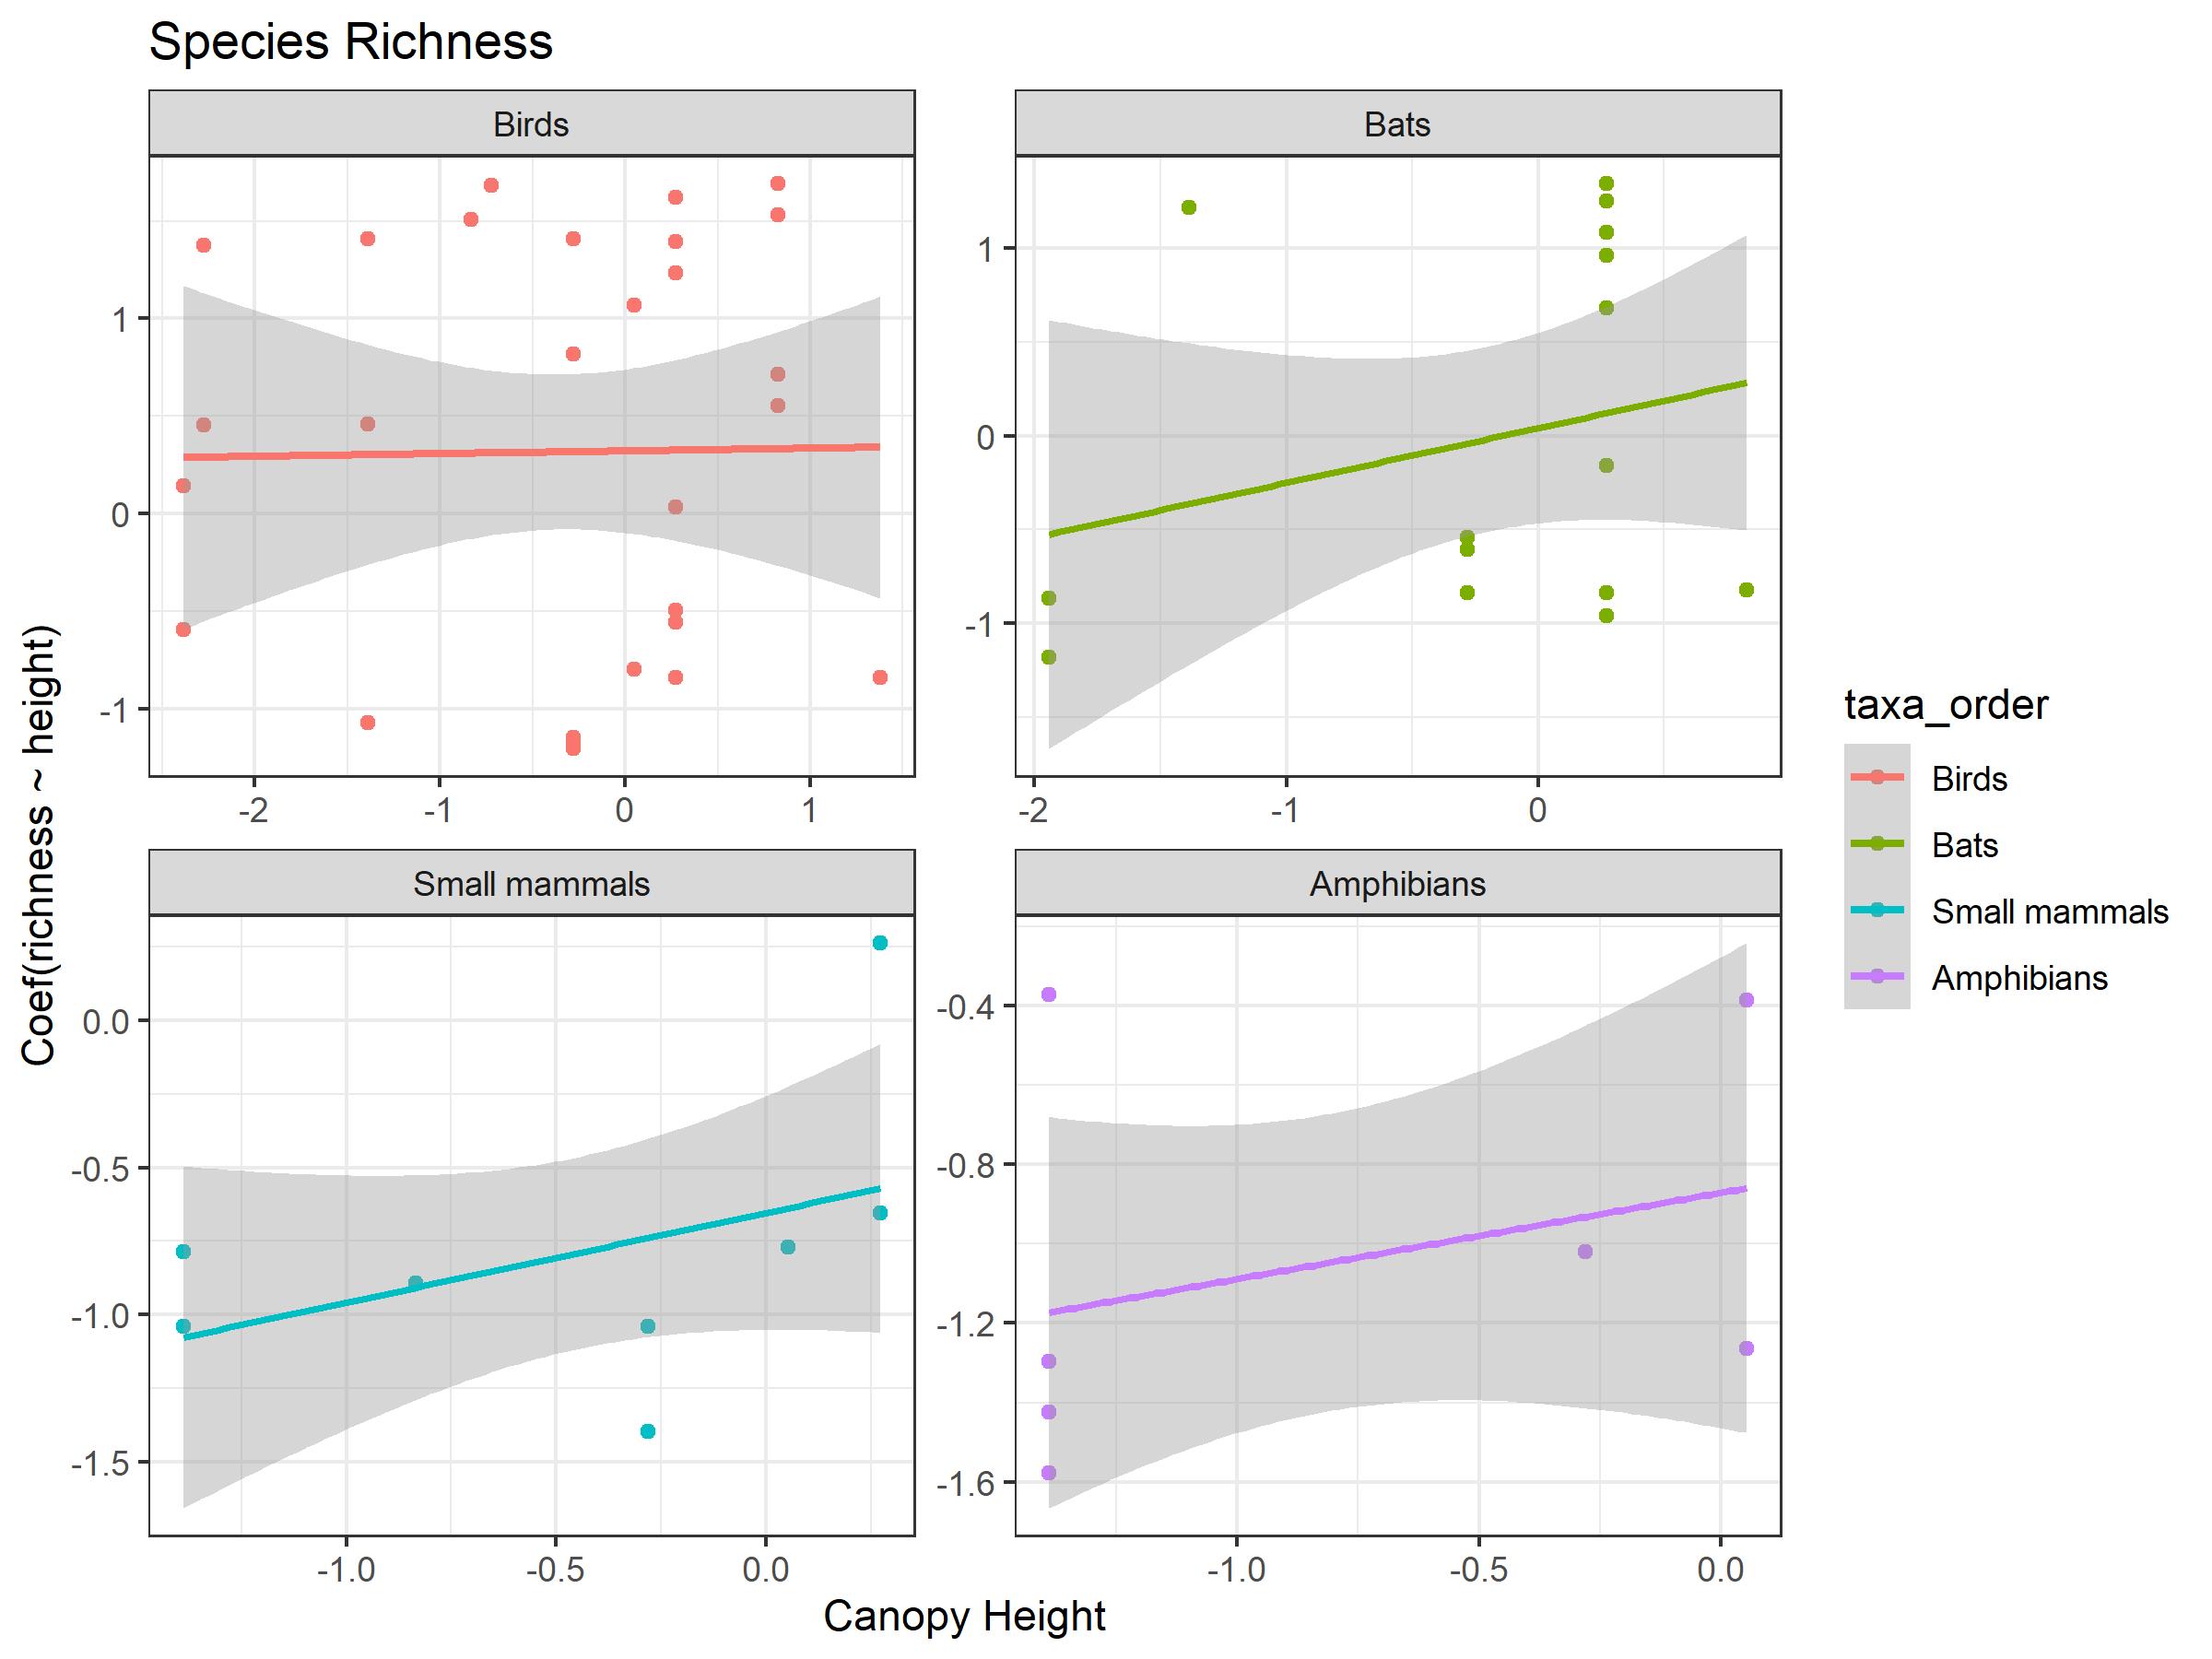 Species Richness
Birds
Bats
1
0
-1
1
0
-1
-2
-1
0
1
-2
-1
0
Small mammals
Amphibians
0.0
-0.5
-1.0
-1.5
-0.4
-0.8
-1.2
-1.6
-1.0
-0.5
0.0
-1.0
-0.5
0.0
Coef(richness ~ height)
Canopy Height
taxa_order
Birds
Bats
Small mammals
Amphibians